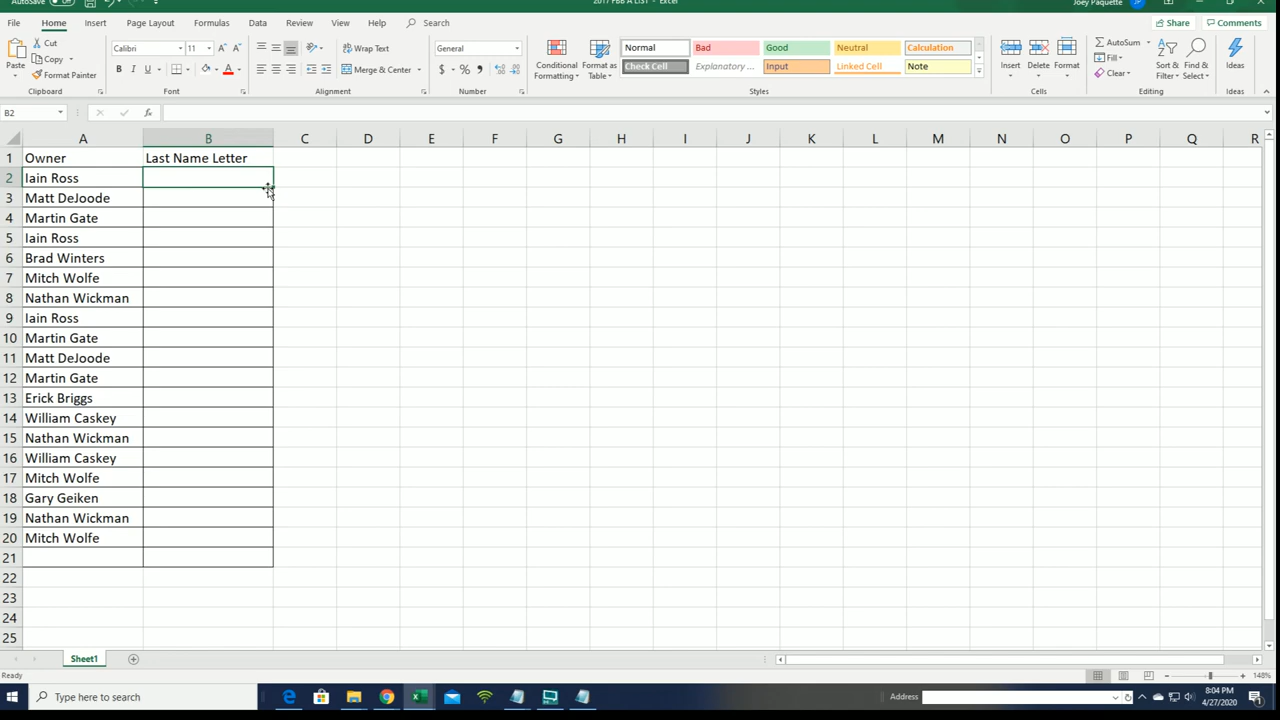 AutoSave Off 2017 FBB A LIST - Excel Joey Paquette JP
File Home Insert Page Layout Formulas Data Review View Help Search Share Comments
Paste Cut Copy Format Painter
Calibri 11 B I U A A A
Wrap Text Merge & Center
General $ % ,
Conditional Formatting Format as Table
Normal Bad Good Neutral Calculation
Check Cell Explanatory ... Input Linked Cell Note
Insert Delete Format
AutoSum Fill Clear Sort & Filter Find & Select Ideas
Clipboard Font Alignment Number Styles Cells Editing Ideas
B2 fx
A B C D E F G H I J K L M N O P Q R
1 Owner Last Name Letter
2 Iain Ross
3 Matt DeJoode
4 Martin Gate
5 Iain Ross
6 Brad Winters
7 Mitch Wolfe
8 Nathan Wickman
9 Iain Ross
10 Martin Gate
11 Matt DeJoode
12 Martin Gate
13 Erick Briggs
14 William Caskey
15 Nathan Wickman
16 William Caskey
17 Mitch Wolfe
18 Gary Geiken
19 Nathan Wickman
20 Mitch Wolfe
21
22
23
24
25
Sheet1
Ready 148%
Type here to search Address 8:04 PM
4/27/2020